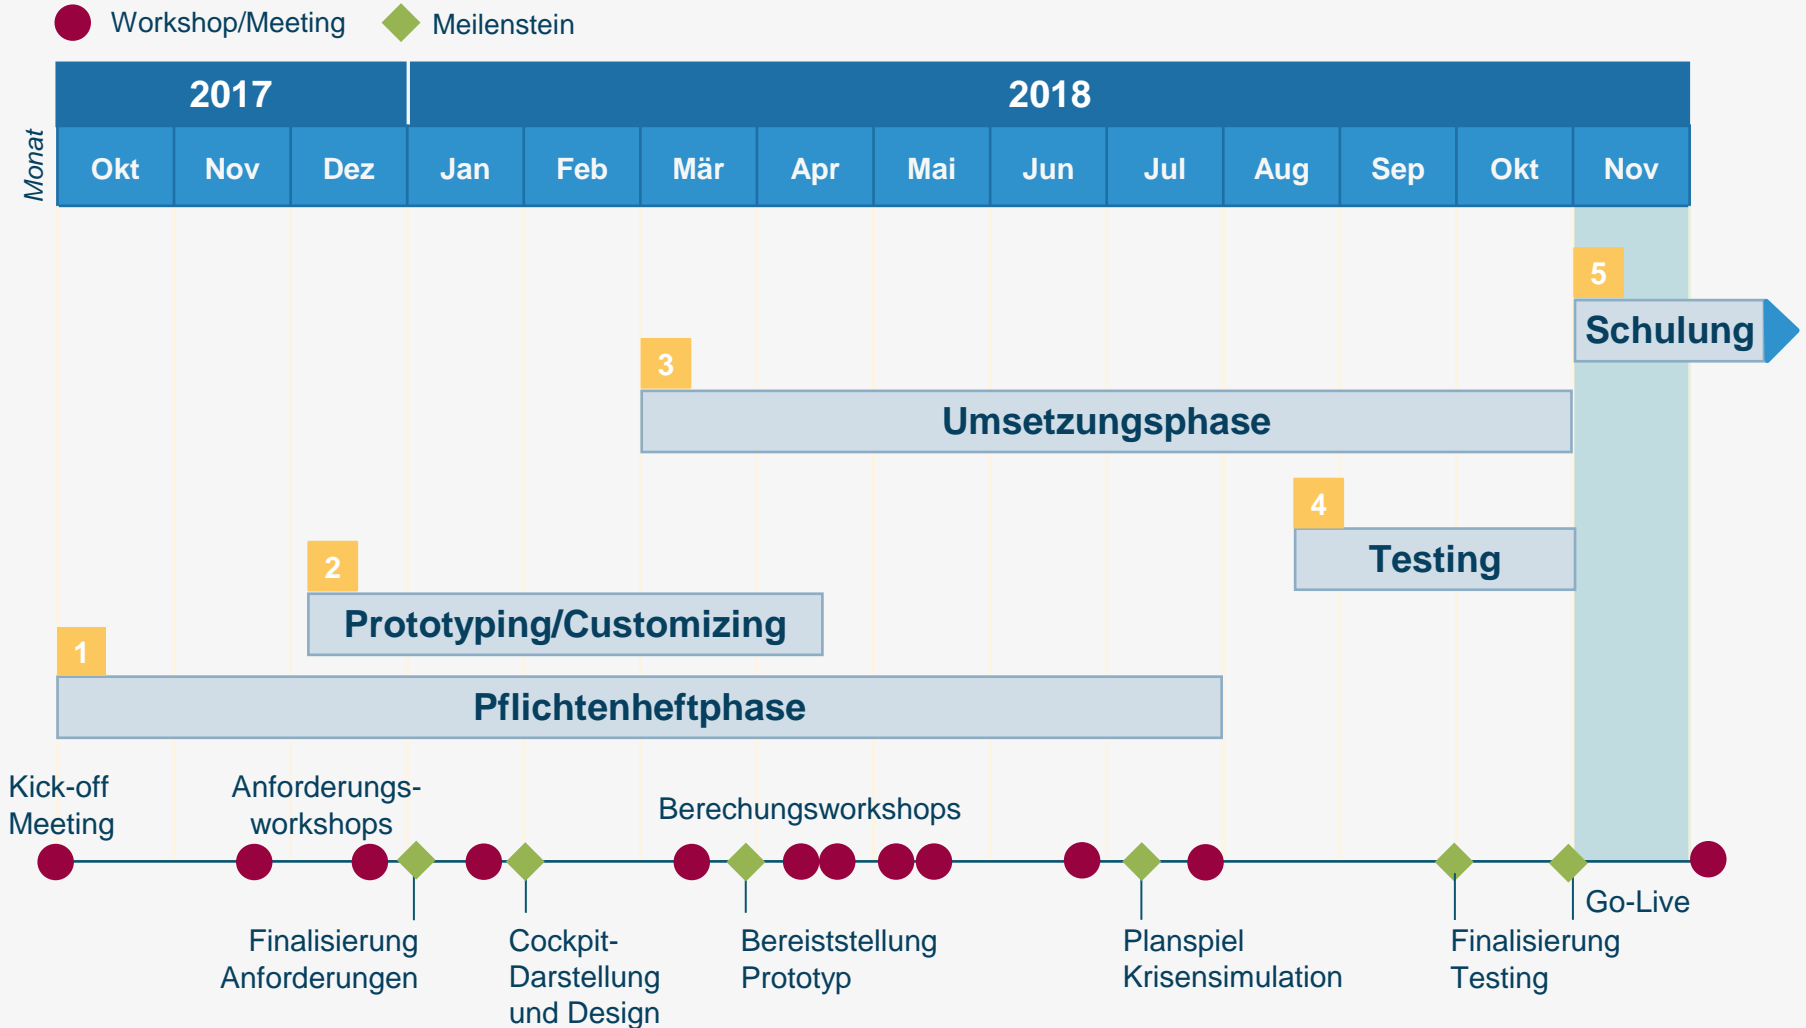 Workshop/Meeting Meilenstein
2017 2018
Monat
Okt Nov Dez Jan Feb Mär Apr Mai Jun Jul Aug Sep Okt Nov
5
Schulung
3
Umsetzungsphase
4
Testing
2
Prototyping/Customizing
1
Pflichtenheftphase
Kick-off
Meeting
Anforderungs-
workshops
Berechungsworkshops
Finalisierung
Anforderungen
Cockpit-
Darstellung
und Design
Bereiststellung
Prototyp
Planspiel
Krisensimulation
Finalisierung
Testing
Go-Live